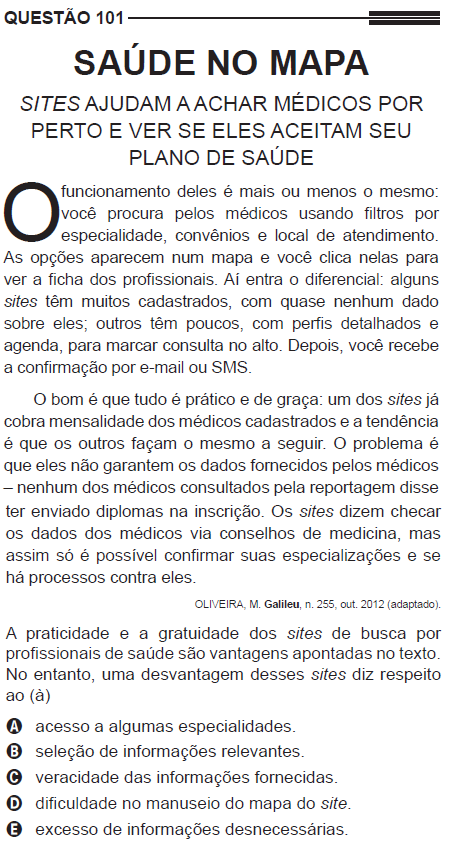 QUESTÃO 101
SAÚDE NO MAPA
SITES AJUDAM A ACHAR MÉDICOS POR
PERTO E VER SE ELES ACEITAM SEU
PLANO DE SAÚDE
O funcionamento deles é mais ou menos o mesmo:
você procura pelos médicos usando filtros por
especialidade, convênios e local de atendimento.
As opções aparecem num mapa e você clica nelas para
ver a ficha dos profissionais. Aí entra o diferencial: alguns
sites têm muitos cadastrados, com quase nenhum dado
sobre eles; outros têm poucos, com perfis detalhados e
agenda, para marcar consulta no alto. Depois, você recebe
a confirmação por e-mail ou SMS.
O bom é que tudo é prático e de graça: um dos sites já
cobra mensalidade dos médicos cadastrados e a tendência
é que os outros façam o mesmo a seguir. O problema é
que eles não garantem os dados fornecidos pelos médicos
– nenhum dos médicos consultados pela reportagem disse
ter enviado diplomas na inscrição. Os sites dizem checar
os dados dos médicos via conselhos de medicina, mas
assim só é possível confirmar suas especializações e se
há processos contra eles.
OLIVEIRA, M. Galileu, n. 255, out. 2012 (adaptado).
A praticidade e a gratuidade dos sites de busca por
profissionais de saúde são vantagens apontadas no texto.
No entanto, uma desvantagem desses sites diz respeito
ao (à)
A acesso a algumas especialidades.
B seleção de informações relevantes.
C veracidade das informações fornecidas.
D dificuldade no manuseio do mapa do site.
E excesso de informações desnecessárias.